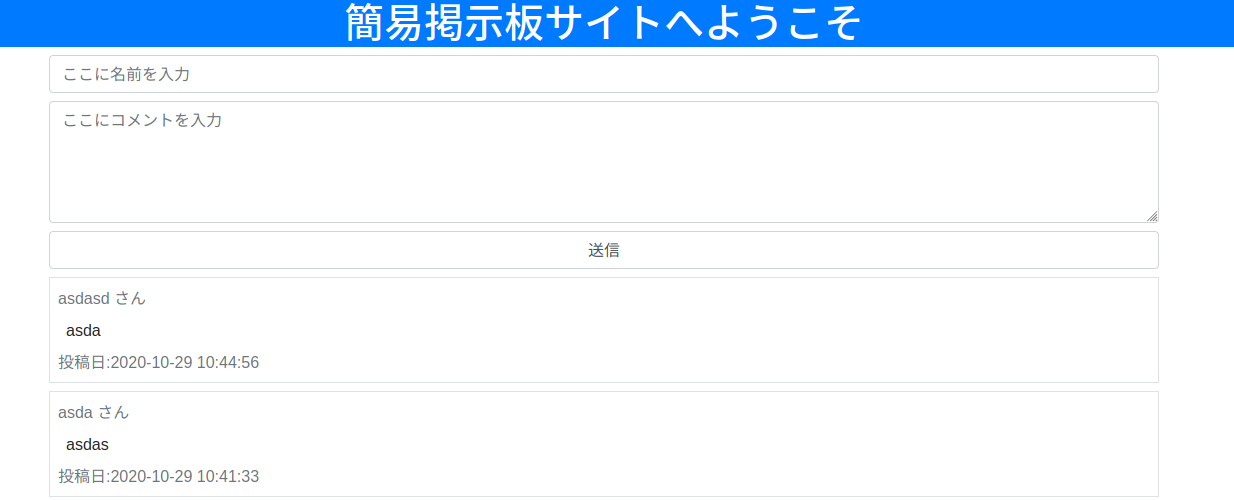 簡易掲示板サイトへようこそ
ここに名前を入力
ここにコメントを入力
送信
asdasd さん
asda
投稿日:2020-10-29 10:44:56
asda さん
asdas
投稿日:2020-10-29 10:41:33